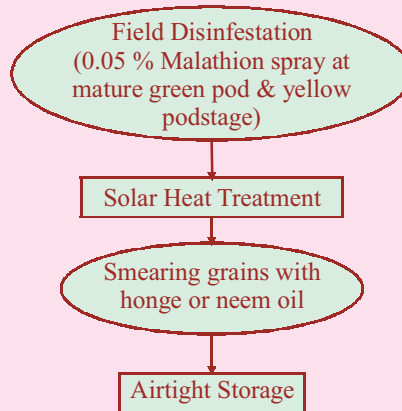 Field Disinfestation
(0.05 % Malathion spray at
mature green pod & yellow
podstage)
Solar Heat Treatment
Smearing grains with
honge or neem oil
Airtight Storage